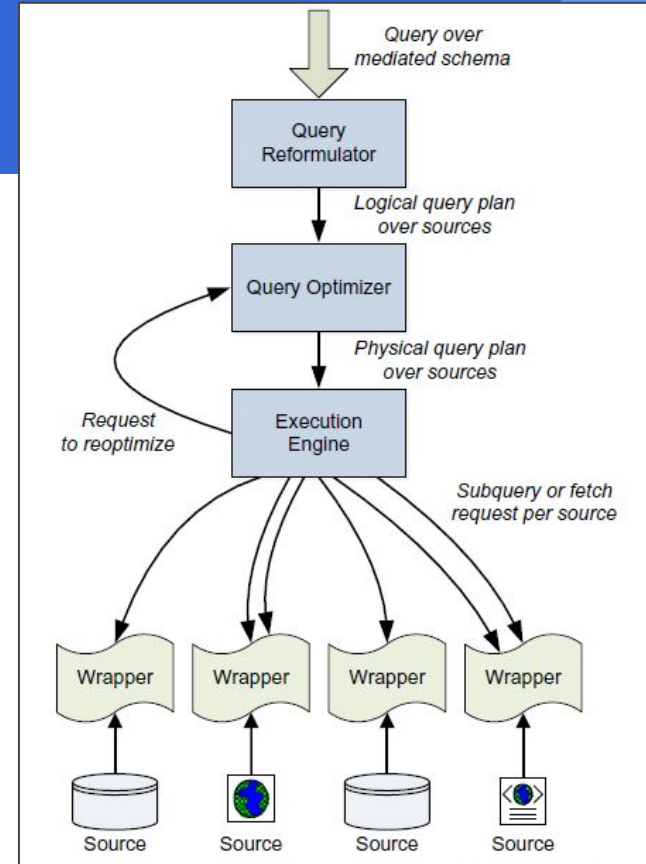 Query over
mediated schema
Query
Reformulator
Logical query plan
over sources
Query Optimizer
Physical query plan
over sources
Request
to reoptimize
Execution
Engine
Subquery or fetch
request per source
Wrapper
Wrapper
Wrapper
Wrapper
Source
Source
Source
Source